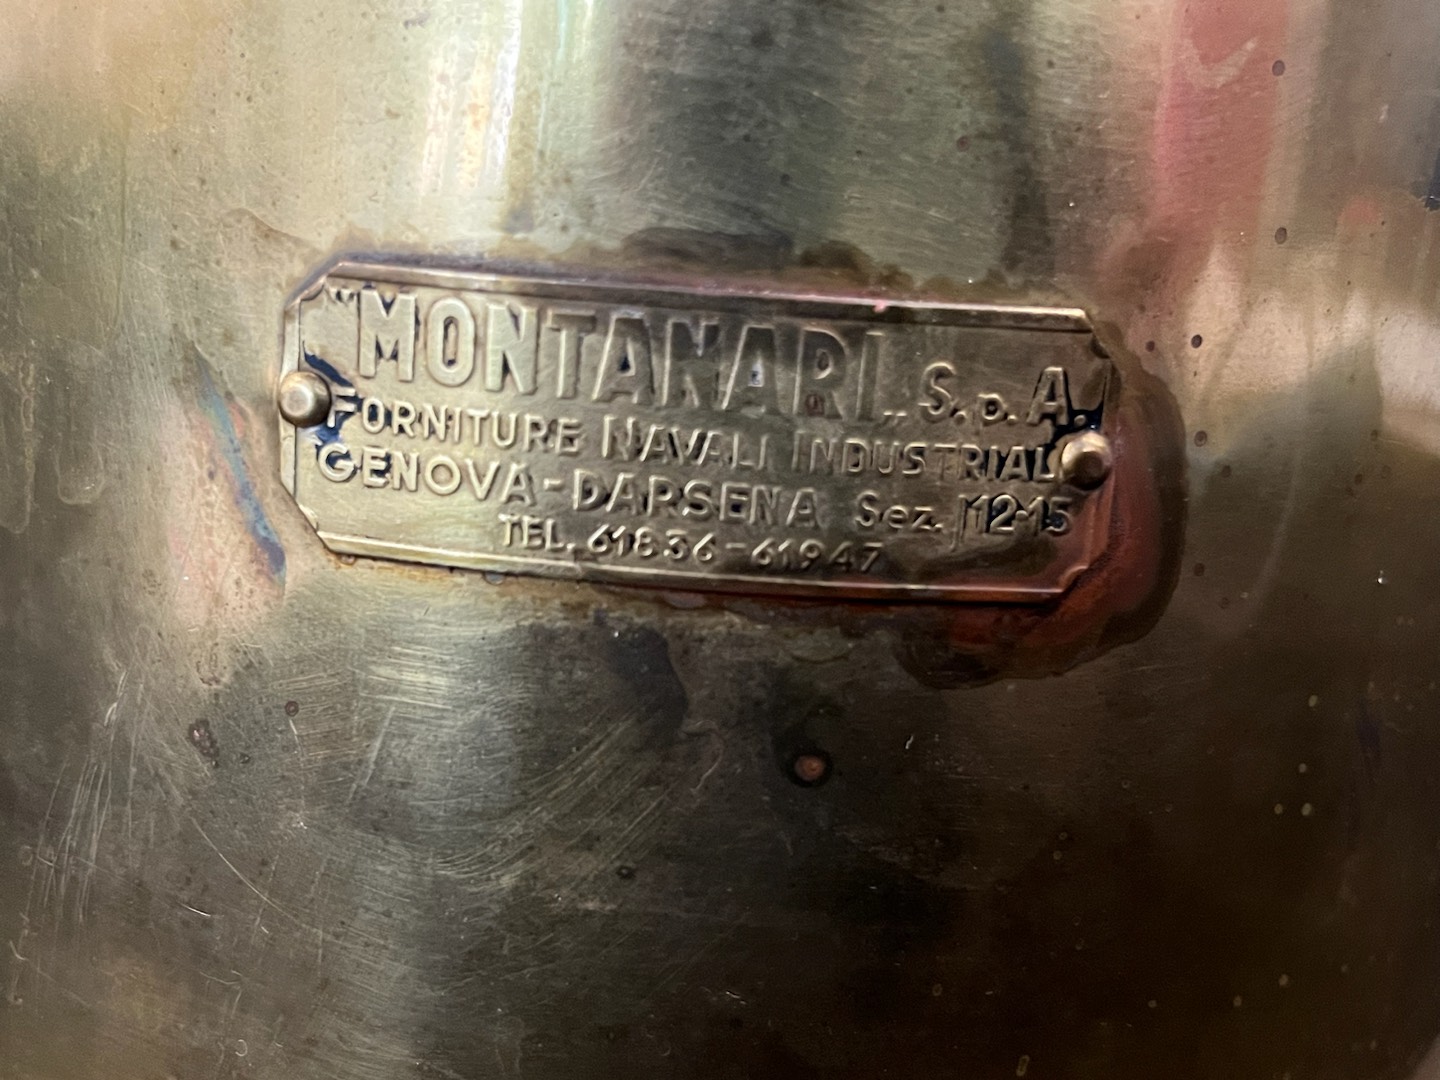 "MONTANARI„ S.p.A.
FORNITURE NAVALI INDUSTRIALI
GENOVA-DARSENA Sez. 12-15
TEL. 61836-61947